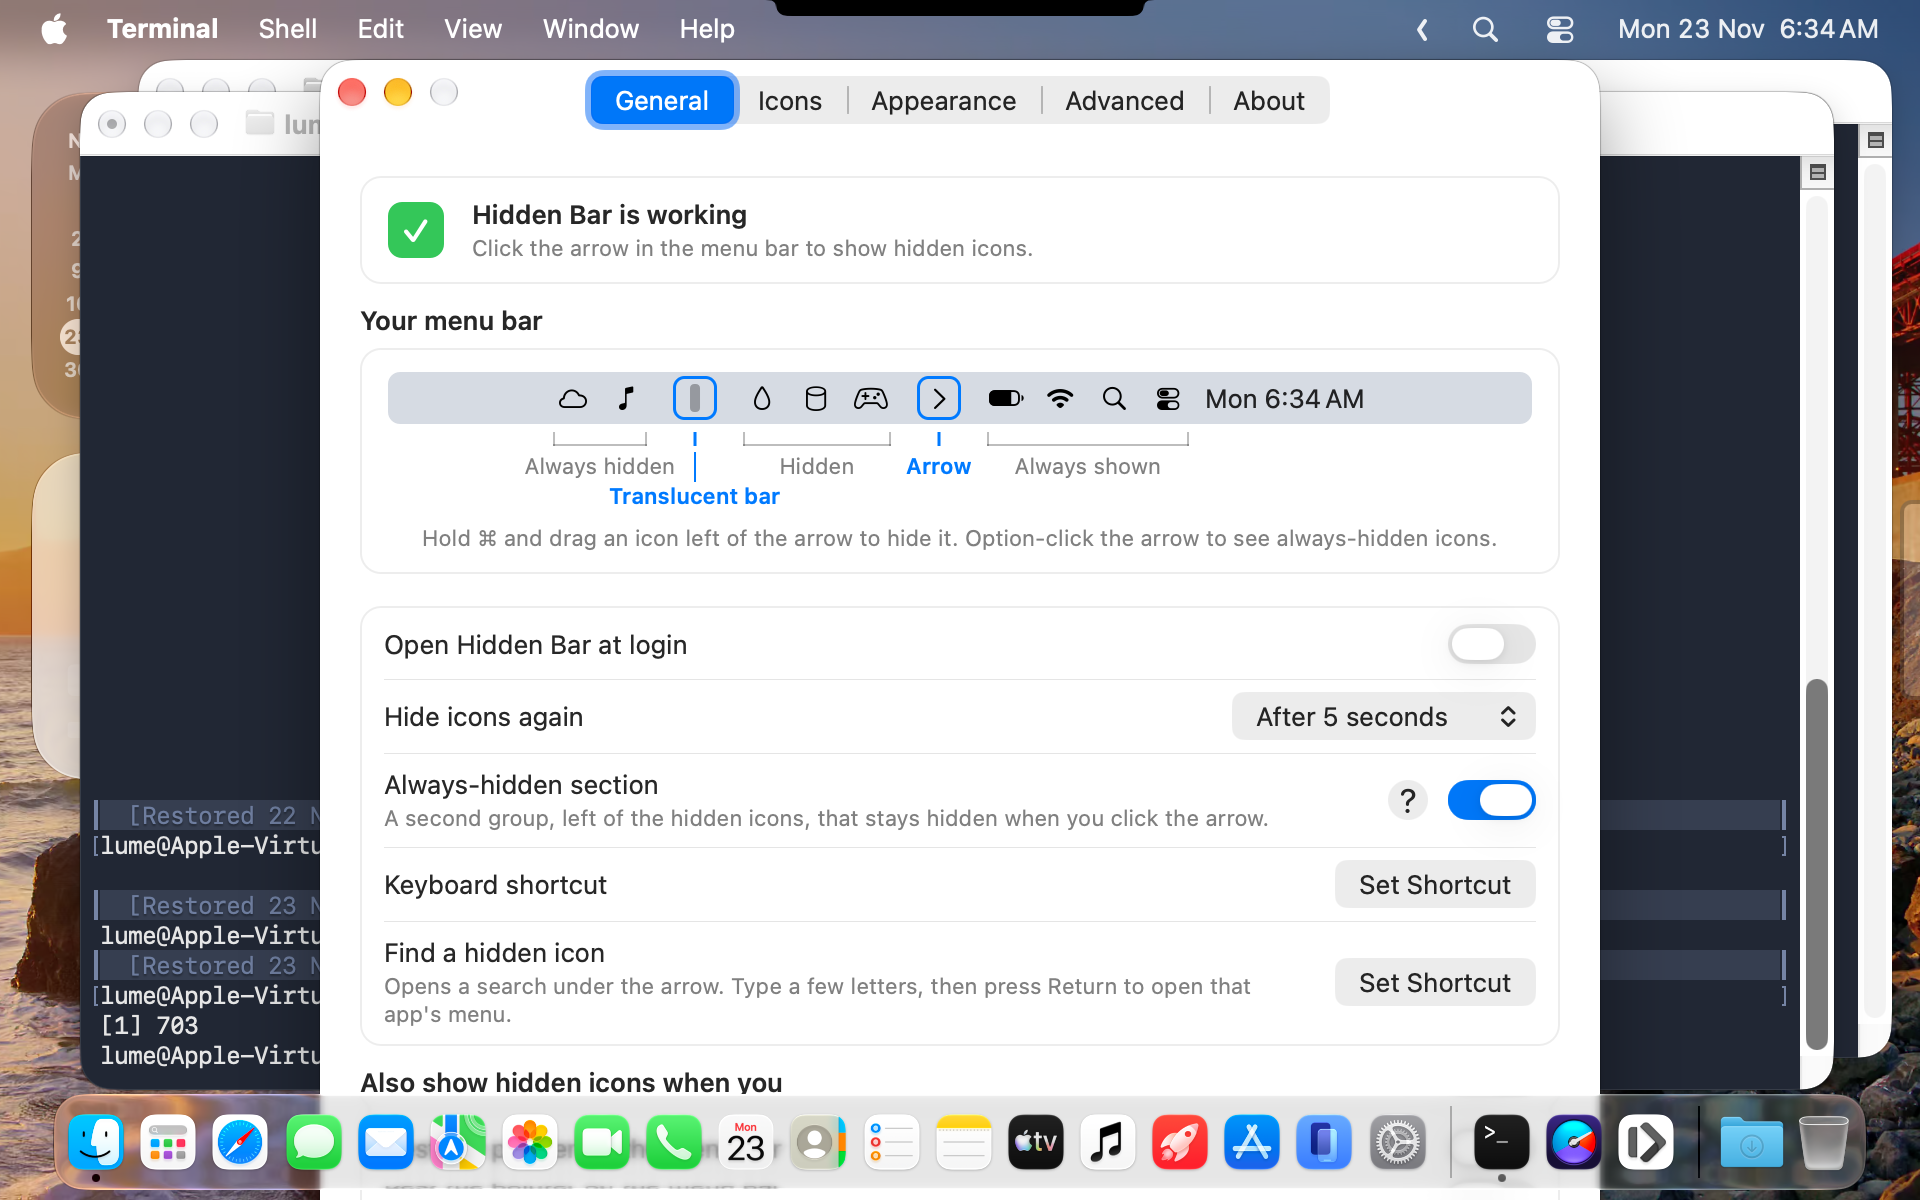 Terminal Shell Edit View Window Help Mon 23 Nov 6:34 AM
General Icons Appearance Advanced About
Hidden Bar is working
Click the arrow in the menu bar to show hidden icons.
Your menu bar
Mon 6:34 AM
Always hidden Hidden Arrow Always shown
Translucent bar
Hold ⌘ and drag an icon left of the arrow to hide it. Option-click the arrow to see always-hidden icons.
Open Hidden Bar at login
Hide icons again After 5 seconds
Always-hidden section
A second group, left of the hidden icons, that stays hidden when you click the arrow.
?
Keyboard shortcut Set Shortcut
Find a hidden icon
Opens a search under the arrow. Type a few letters, then press Return to open that
app's menu.
Set Shortcut
Also show hidden icons when you
[Restored 22
[lume@Apple-Virtu ]
[Restored 23
lume@Apple-Virtu
[Restored 23
[lume@Apple-Virtu ]
[1] 703
lume@Apple-Virtu
Mon
23
tv
>_